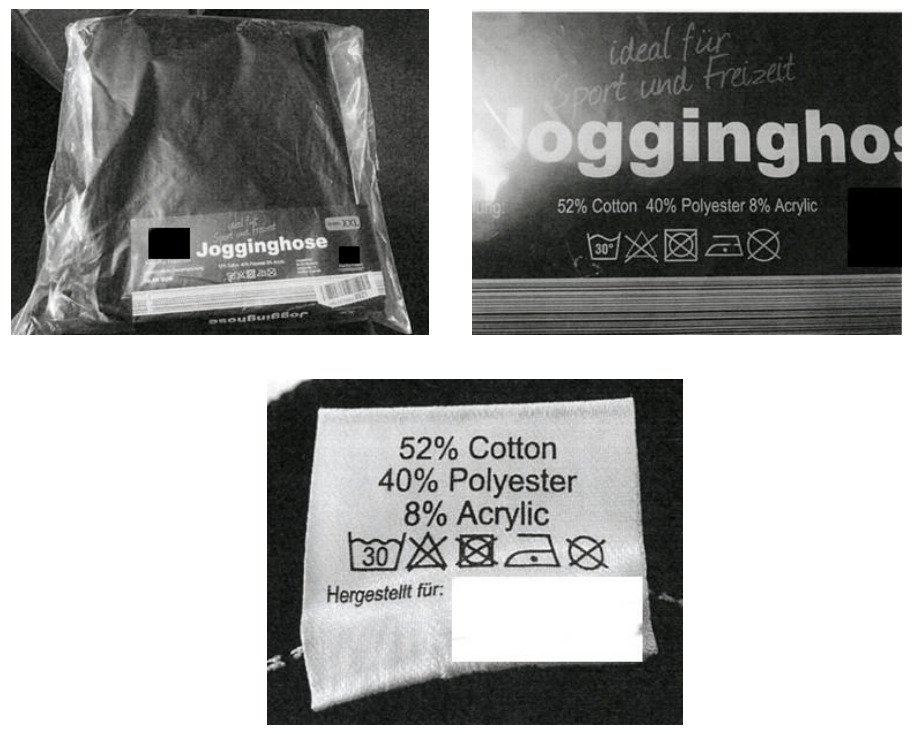 ideal für
Sport und Freizeit
XXL
Jogginghose
Jogginghose
ideal für
Sport und Freizeit
Jogginghos
52% Cotton 40% Polyester 8% Acrylic
30°
52% Cotton
40% Polyester
8% Acrylic
30
Hergestellt für: